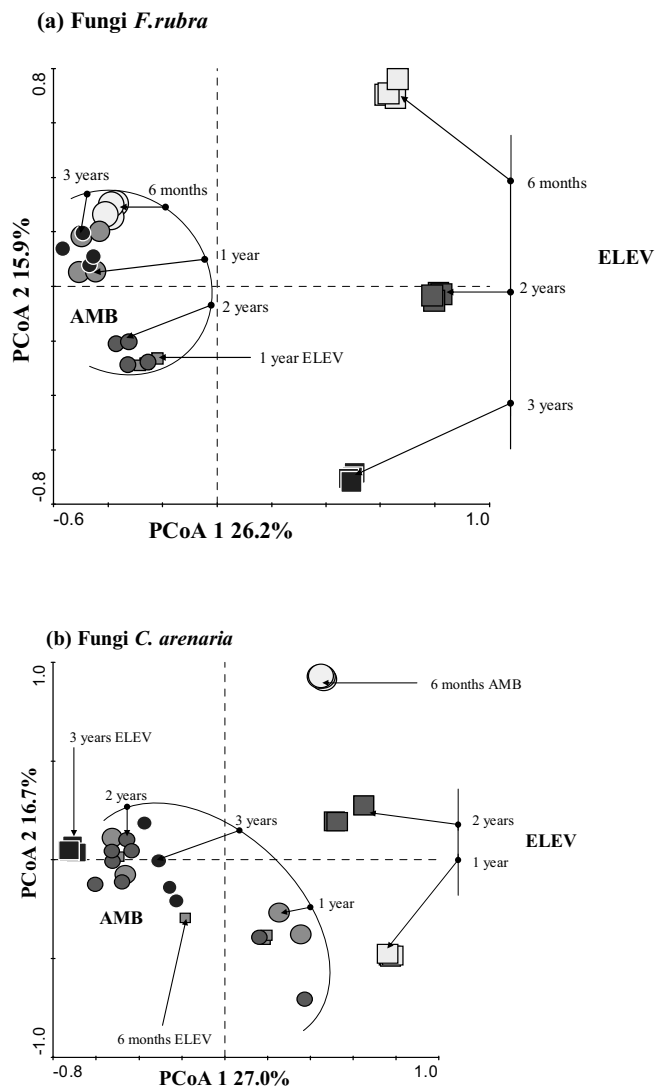 (a) Fungi F.rubra
0.8
3 years
6 months
6 months
1 year
ELEV
2 years
AMB
2 years
1 year ELEV
3 years
PCoA 2 15.9%
-0.8
-0.6
PCoA 1 26.2%
1.0
(b) Fungi C. arenaria
1.0
6 months AMB
3 years ELEV
2 years
3 years
2 years
ELEV
1 year
PCoA 2 16.7%
AMB
1 year
6 months ELEV
-1.0
-0.8
PCoA 1 27.0%
1.0